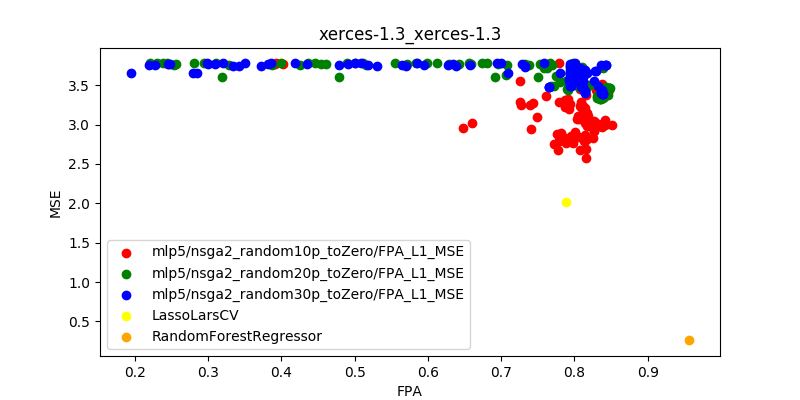 xerces-1.3_xerces-1.3
MSE
3.5
3.0
2.5
2.0
1.5
1.0
0.5
mlp5/nsga2_random10p_toZero/FPA_L1_MSE
mlp5/nsga2_random20p_toZero/FPA_L1_MSE
mlp5/nsga2_random30p_toZero/FPA_L1_MSE
LassoLarsCV
RandomForestRegressor
0.2 0.3 0.4 0.5 0.6 0.7 0.8 0.9
FPA